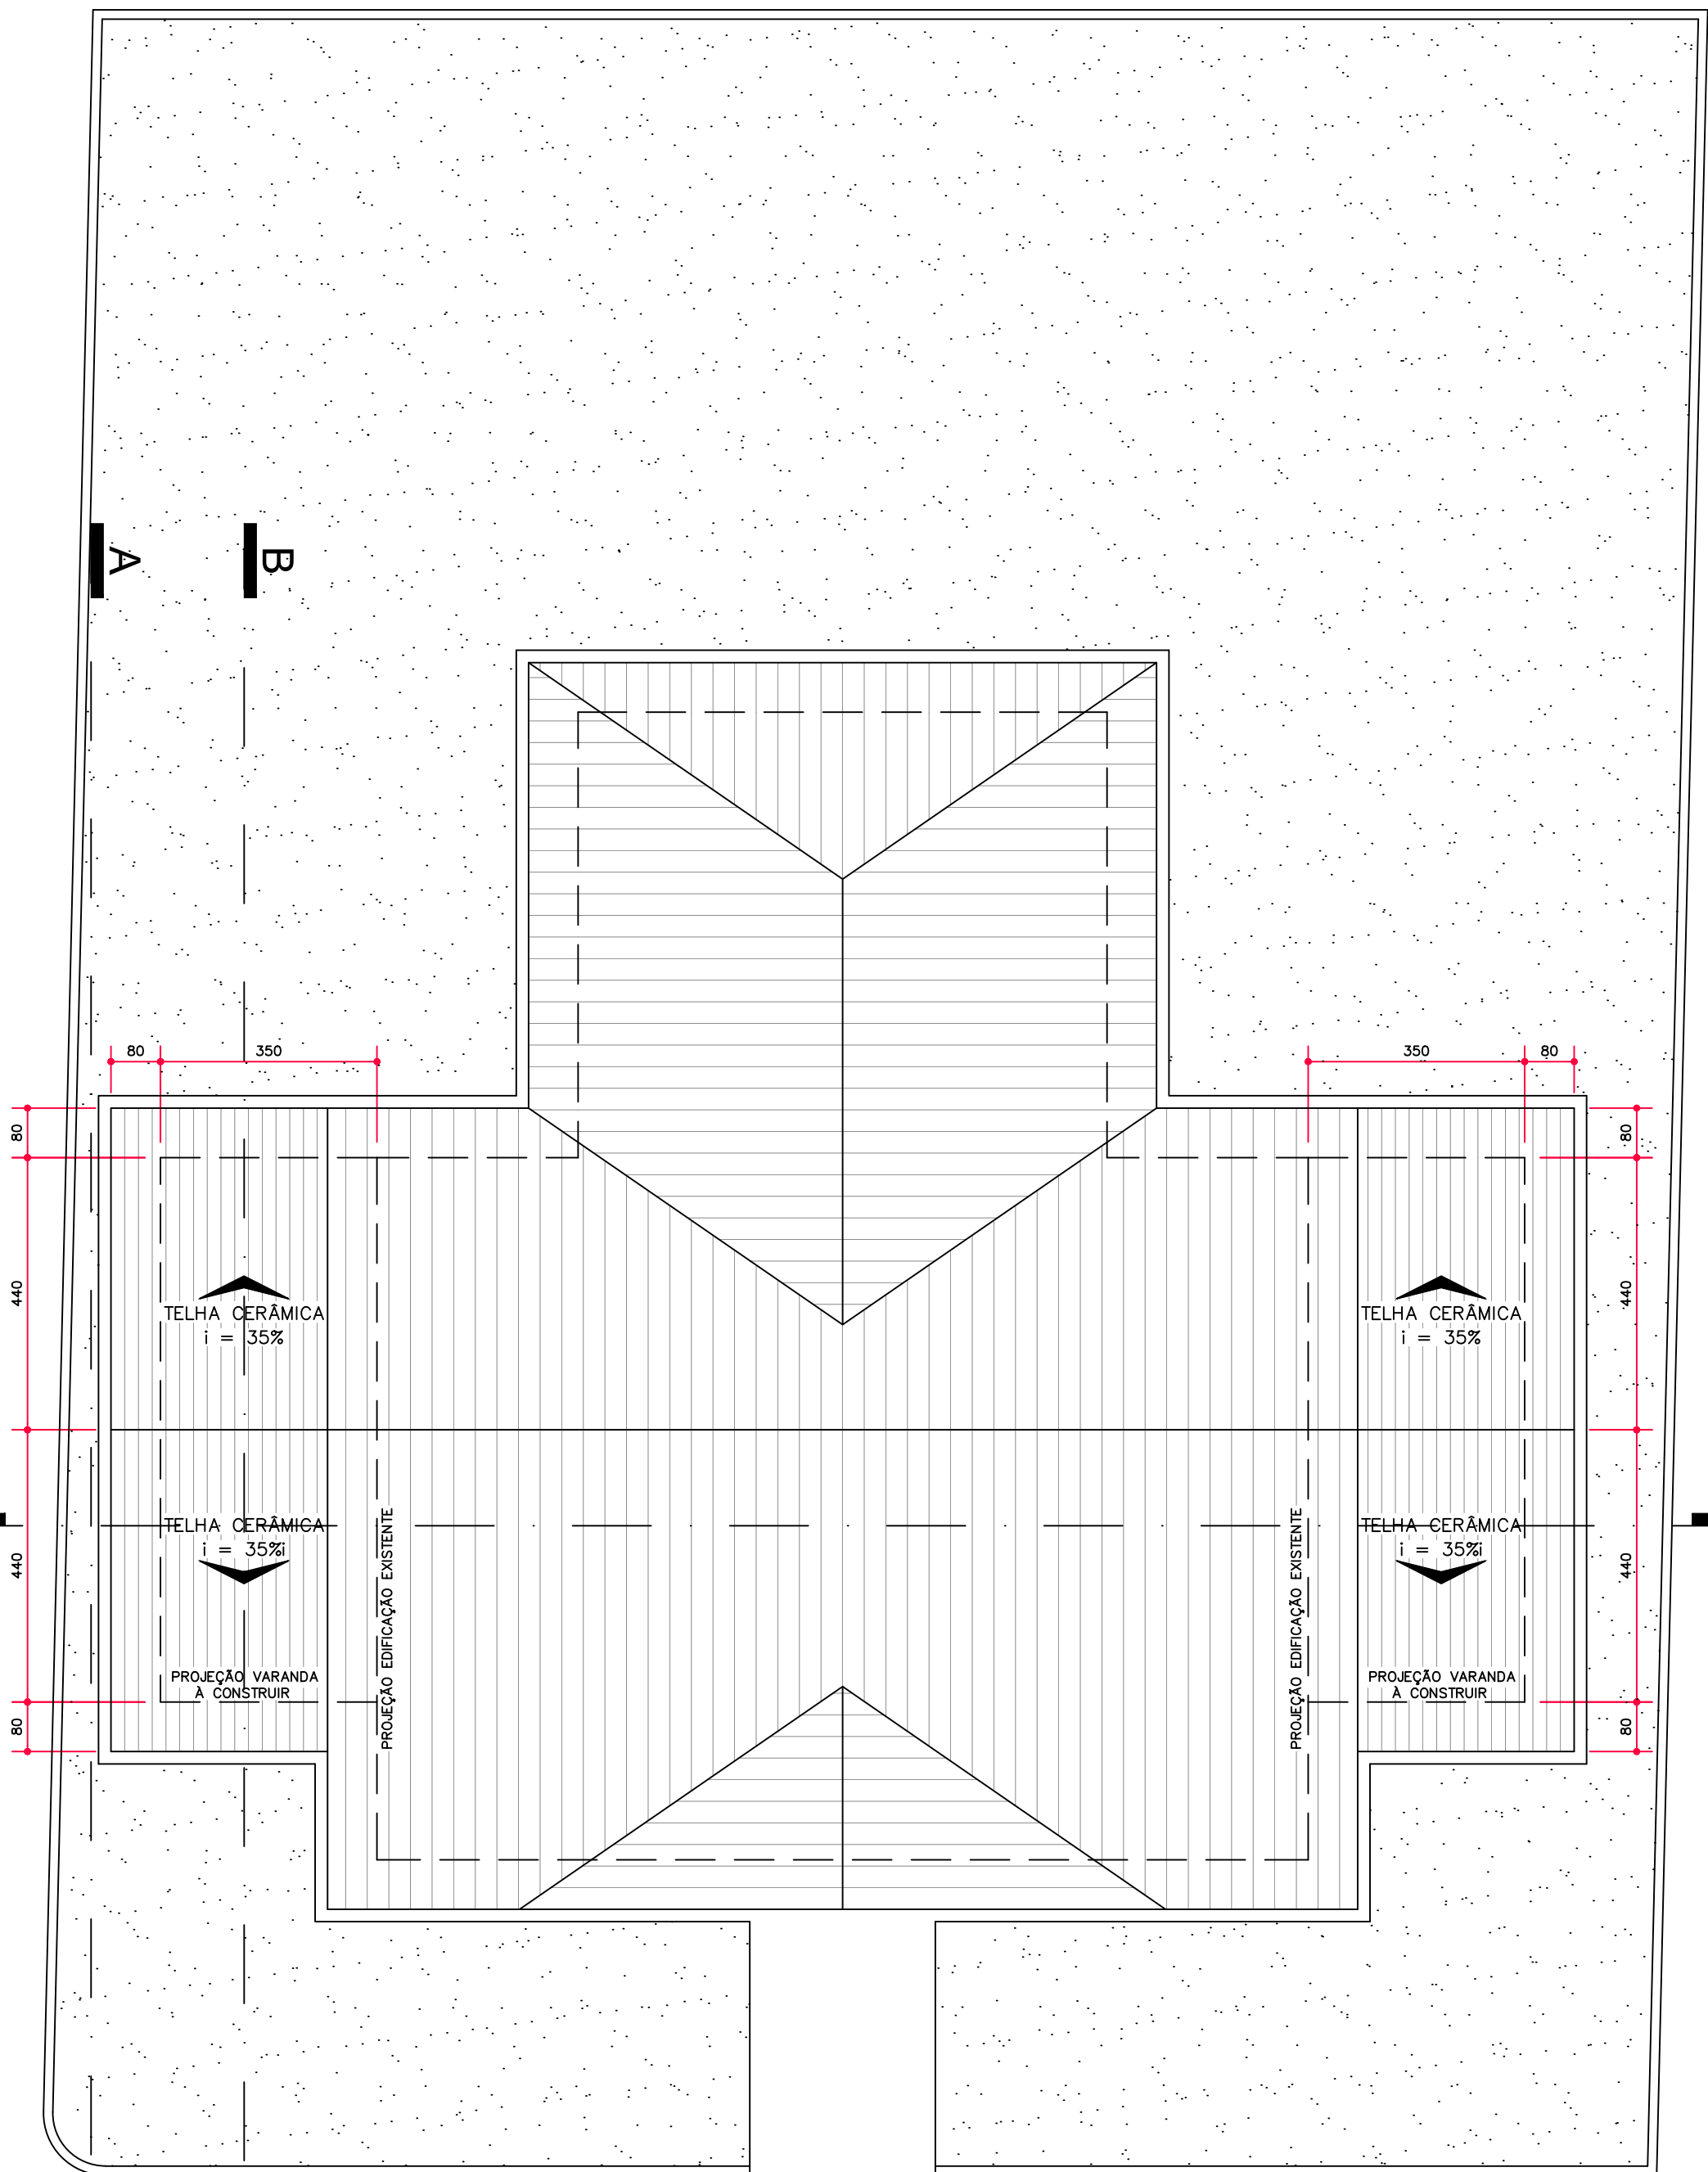 A
B
80
350
350
80
80
80
440
440
TELHA CERÂMICA
i = 35%
TELHA CERÂMICA
i = 35%
TELHA CERÂMICA
i = 35%i
TELHA CERÂMICA
i = 35%i
440
440
PROJEÇÃO EDIFICAÇÃO EXISTENTE
PROJEÇÃO EDIFICAÇÃO EXISTENTE
PROJEÇÃO VARANDA
À CONSTRUIR
PROJEÇÃO VARANDA
À CONSTRUIR
80
80